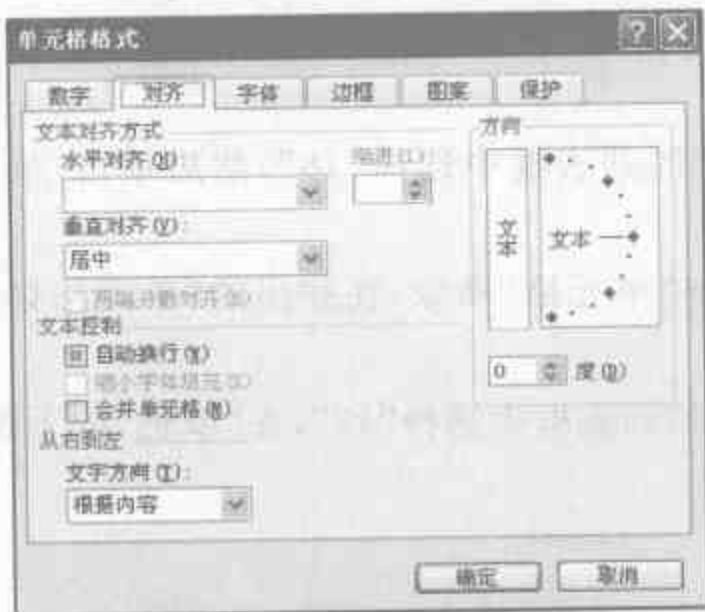 单元格格式
数字 对齐 字体 边框 图案 保护
文本对齐方式
水平对齐(H)
缩进(I)
垂直对齐(V):
居中
两端分散对齐(E)
文本控制
自动换行(W)
缩小字体填充(K)
合并单元格(M)
从右到左
文字方向(T):
根据内容
方向
文本
文本
0 度(D)
确定 取消